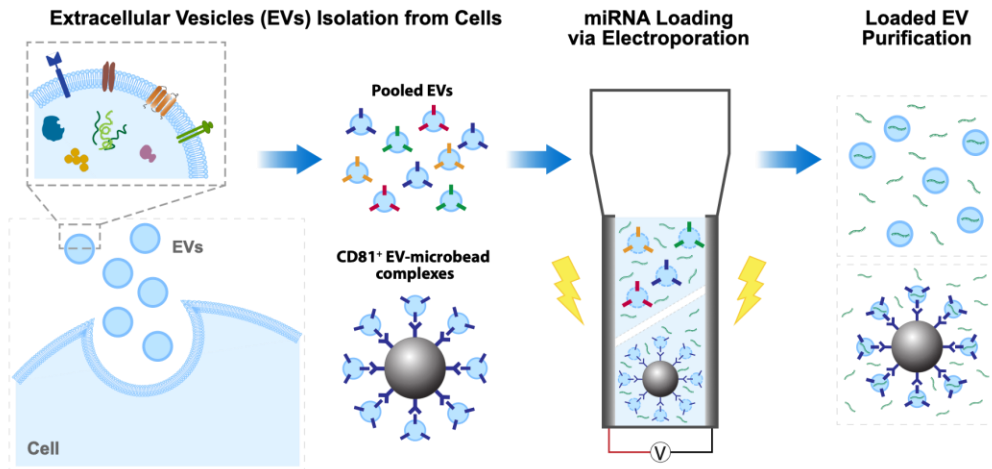 Extracellular Vesicles (EVs) Isolation from Cells
miRNA Loading
via Electroporation
Loaded EV
Purification
Pooled EVs
EVs
CD81⁺ EV-microbead
complexes
Cell
V